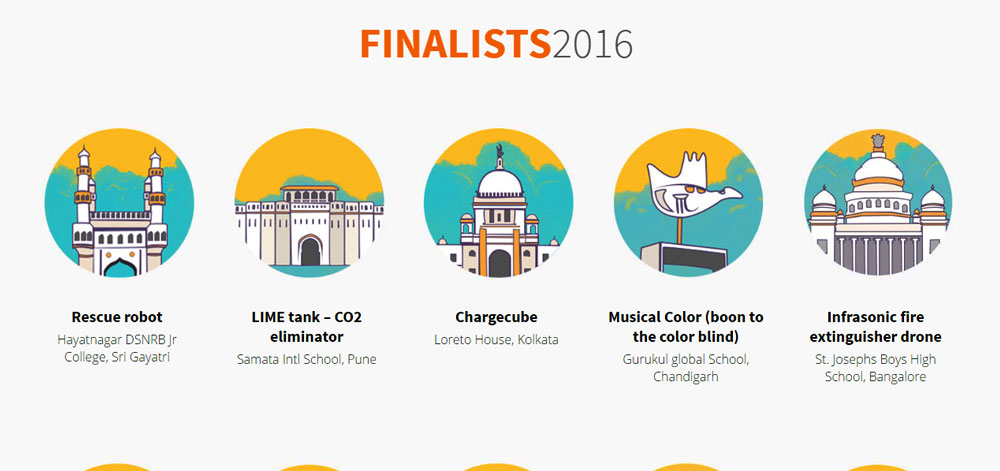 FINALISTS2016
Rescue robot
Hayatnagar DSNRB Jr
College, Sri Gayatri
LIME tank – CO2
eliminator
Samata Intl School, Pune
Chargecube
Loreto House, Kolkata
Musical Color (boon to
the color blind)
Gurukul global School,
Chandigarh
Infrasonic fire
extinguisher drone
St. Josephs Boys High
School, Bangalore